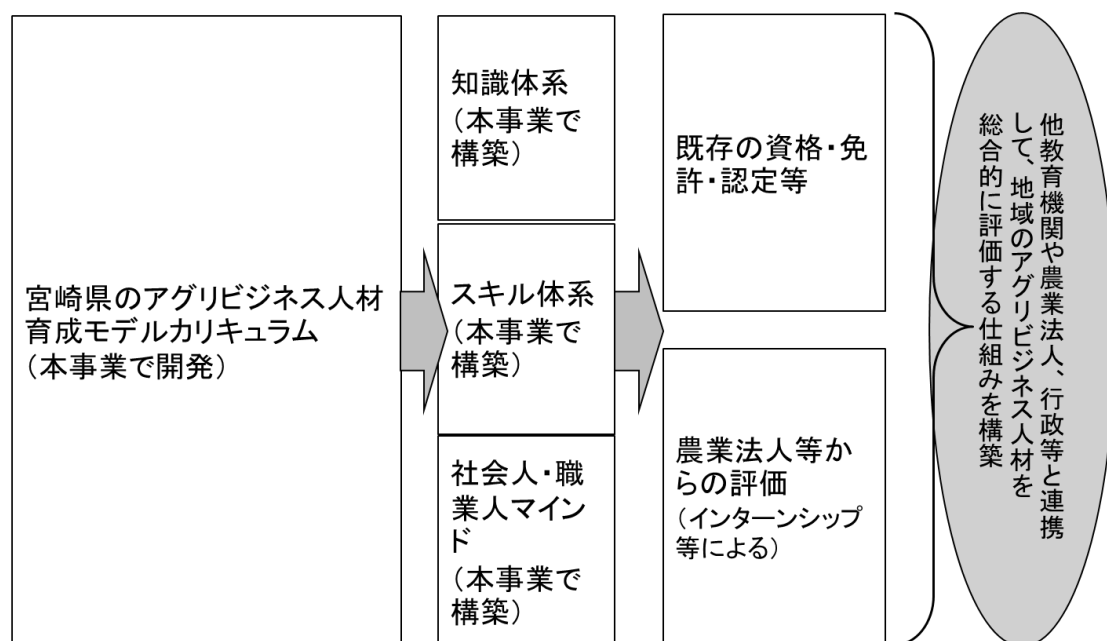 宮崎県のアグリビジネス人材
育成モデルカリキュラム
（本事業で開発）
知識体系
（本事業で
構築）
スキル体系
（本事業で
構築）
社会人・職
業人マイン
ド
（本事業で
構築）
既存の資格・免
許・認定等
農業法人等か
らの評価
（インターンシップ
等による）
他教育機関や農業法人、行政等と連携
して、地域のアグリビジネス人材を
総合的に評価する仕組みを構築